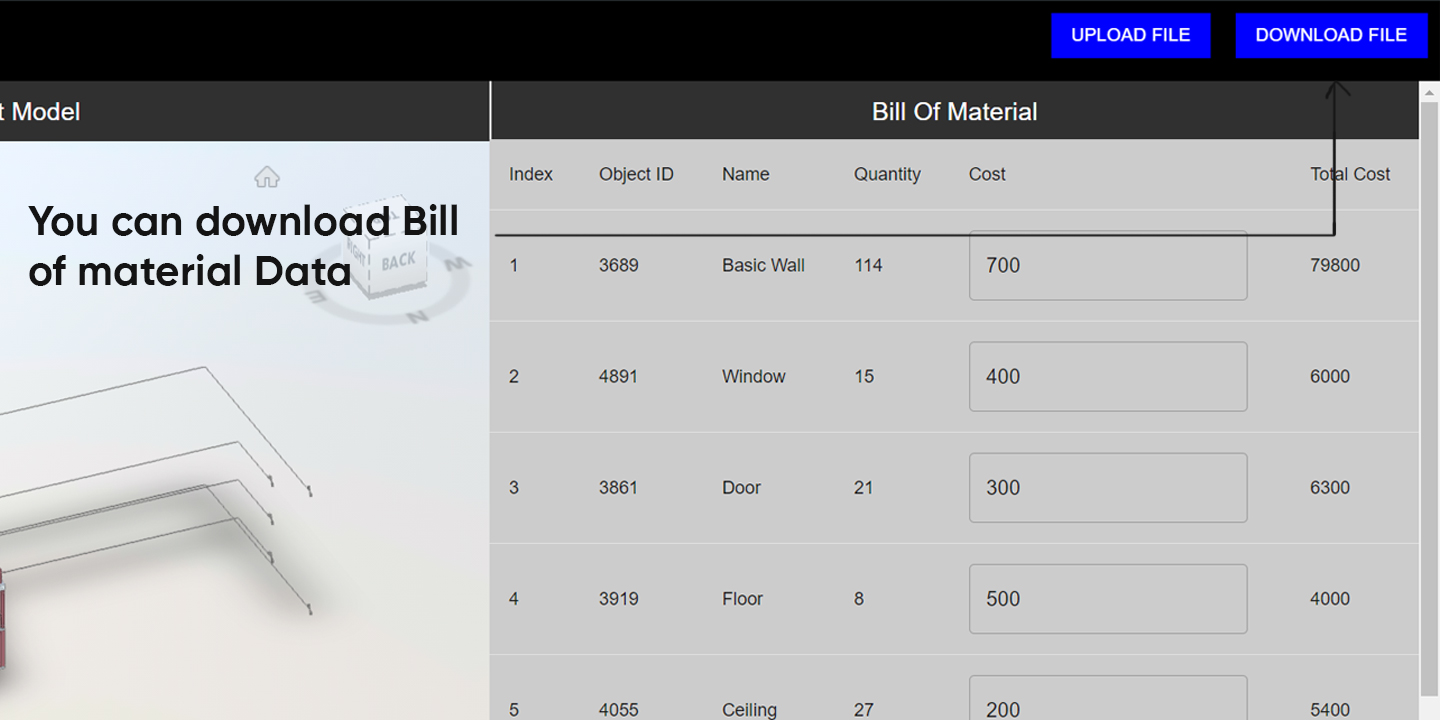 UPLOAD FILE DOWNLOAD FILE
t Model
Bill Of Material
Index Object ID Name Quantity Cost Total Cost
You can download Bill
of material Data
BACK
RIGHT
E
N
1 3689 Basic Wall 114 700 79800
2 4891 Window 15 400 6000
3 3861 Door 21 300 6300
4 3919 Floor 8 500 4000
5 4055 Ceiling 27 200 5400